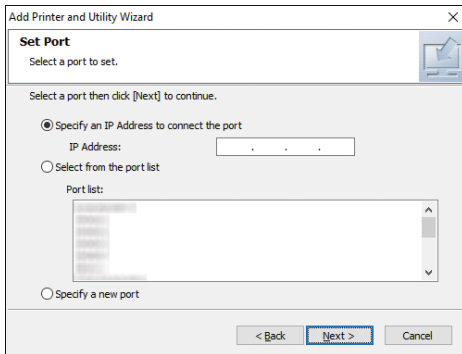 Add Printer and Utility Wizard
Set Port
Select a port to set.
Select a port then click [Next] to continue.
Specify an IP Address to connect the port
IP Address: . . .
Select from the port list
Port list:
Specify a new port
< Back Next > Cancel